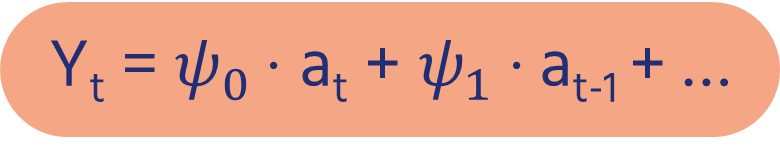 Yₜ = ψ₀ · aₜ + ψ₁ · aₜ₋₁ + ...